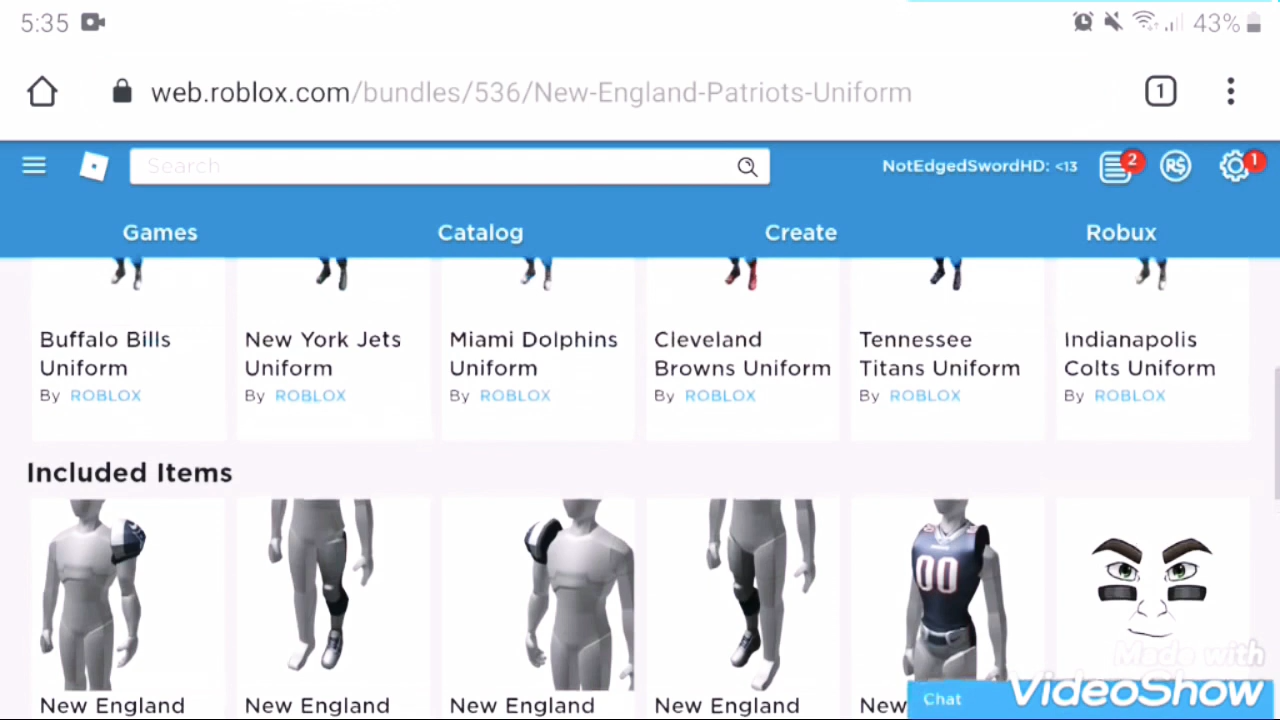 5:35
43%
web.roblox.com/bundles/536/New-England-Patriots-Uniform
1
Search
NotEdgedSwordHD: <13
2
R$
1
Games
Catalog
Create
Robux
Buffalo Bills
Uniform
By ROBLOX
New York Jets
Uniform
By ROBLOX
Miami Dolphins
Uniform
By ROBLOX
Cleveland
Browns Uniform
By ROBLOX
Tennessee
Titans Uniform
By ROBLOX
Indianapolis
Colts Uniform
By ROBLOX
Included Items
00
New England
New England
New England
New England
New
Chat
Made with
VideoShow